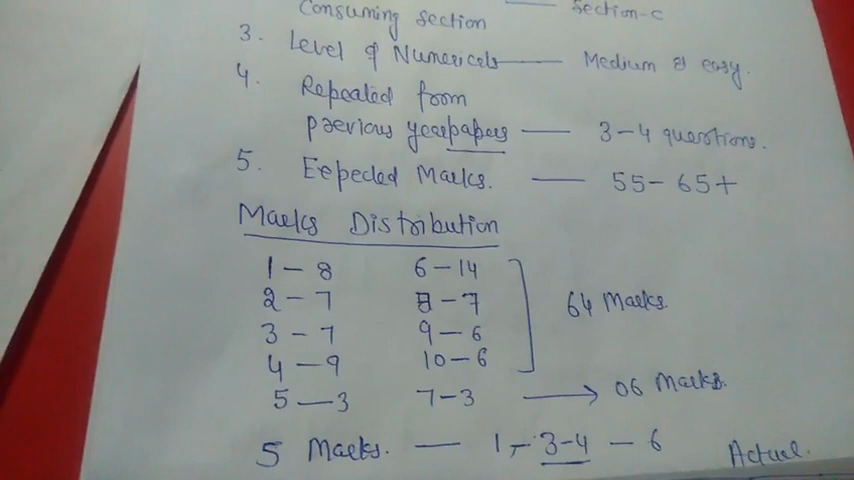 Consuming Section — Section-C
3. Level of Numericals — Medium & easy.
4. Repeated from
previous year papers — 3-4 questions.
5. Expected Marks. — 55-65+
Marks Distribution
1-8 6-14
2-7 8-7 64 Marks
3-7 9-6
4-9 10-6
5-3 7-3 → 06 Marks.
5 Marks. — 1,-3-4-6 Actual.